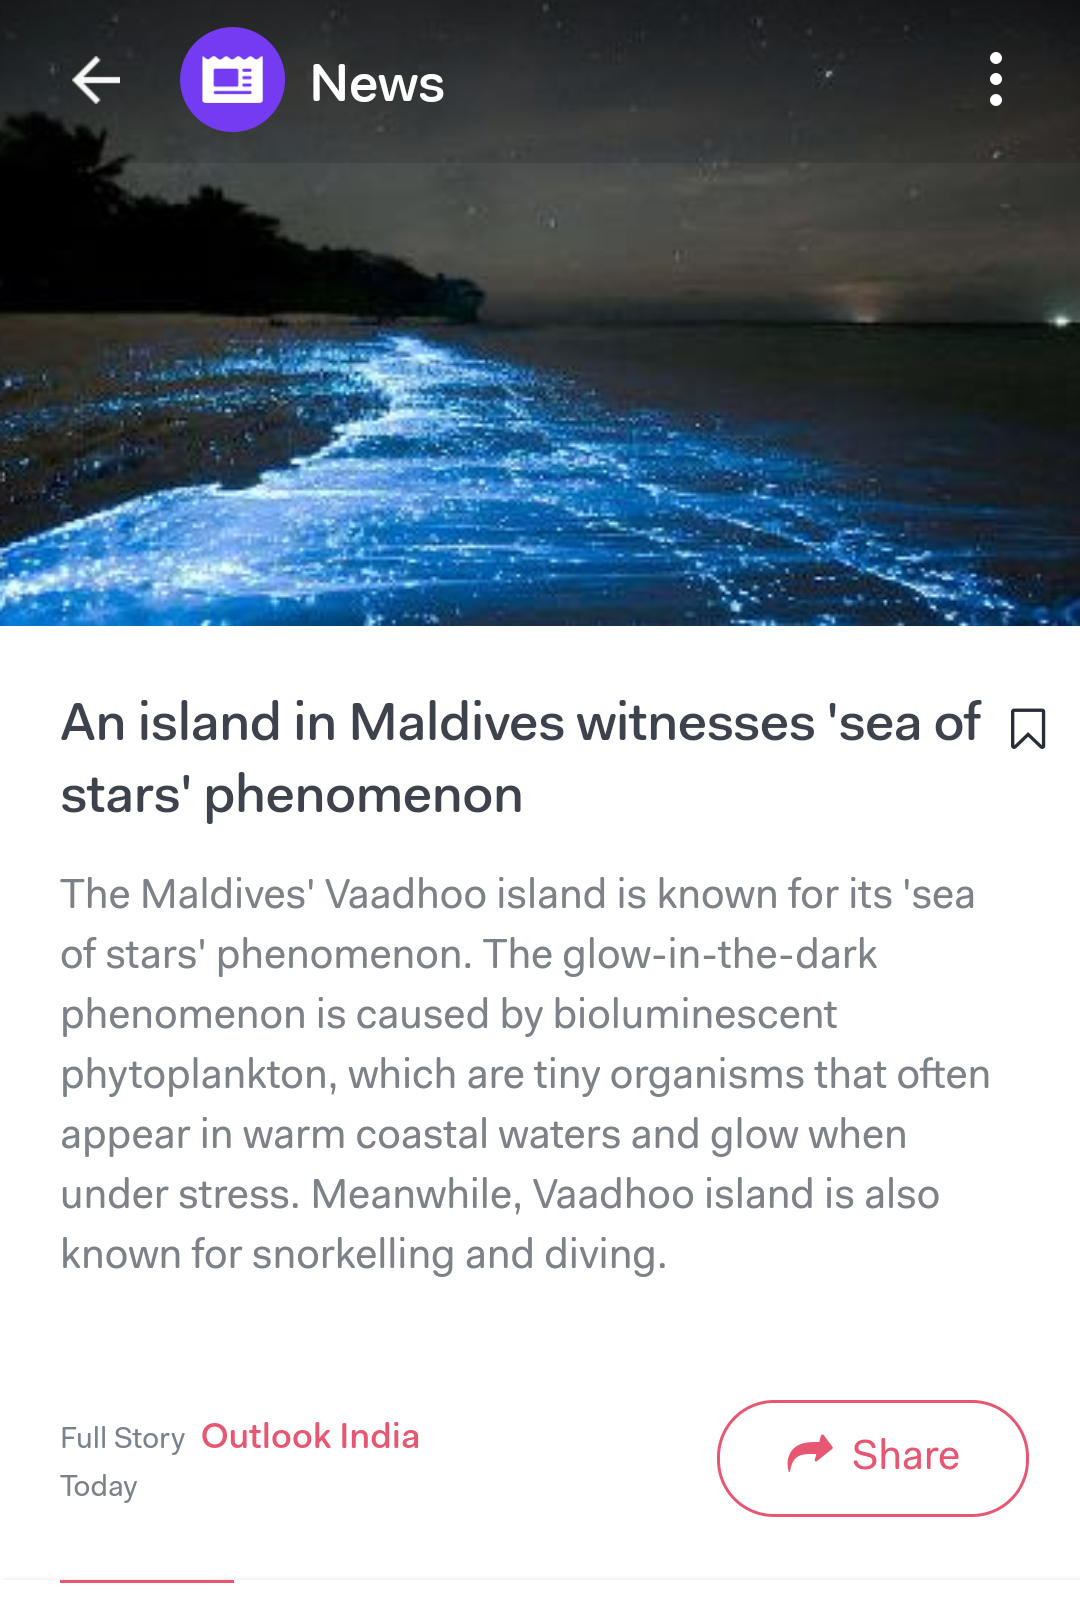 News
An island in Maldives witnesses 'sea of
stars' phenomenon
The Maldives' Vaadhoo island is known for its 'sea
of stars' phenomenon. The glow-in-the-dark
phenomenon is caused by bioluminescent
phytoplankton, which are tiny organisms that often
appear in warm coastal waters and glow when
under stress. Meanwhile, Vaadhoo island is also
known for snorkelling and diving.
Full Story Outlook India
Today
Share